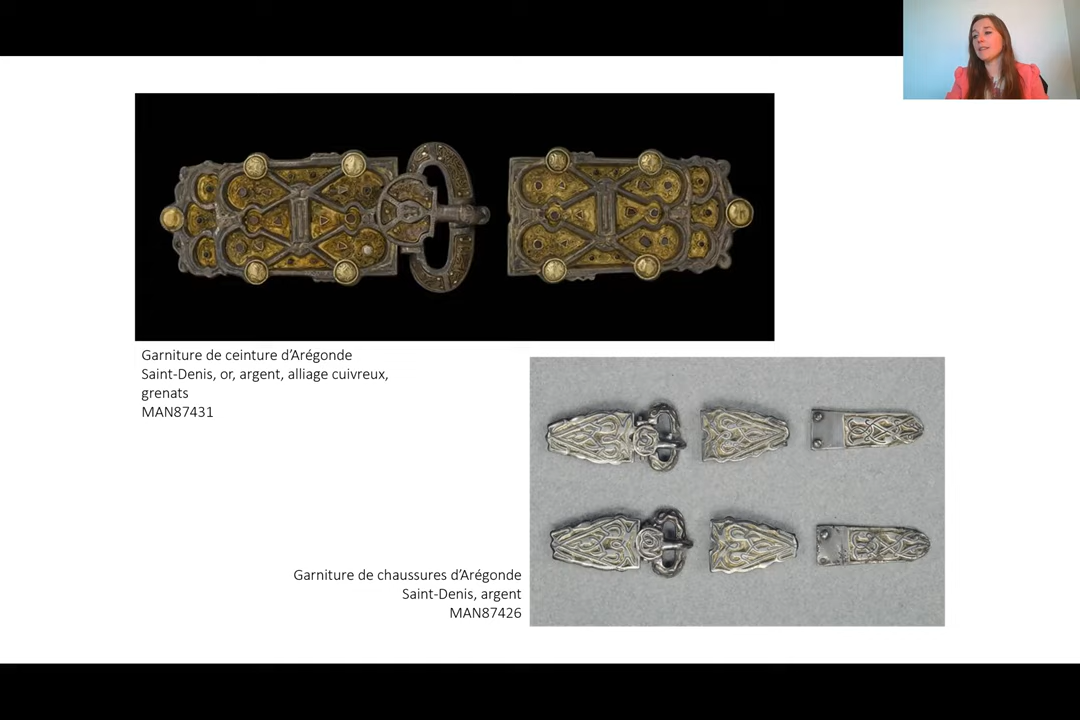 Garniture de ceinture d’Arégonde
Saint-Denis, or, argent, alliage cuivreux,
grenats
MAN87431
Garniture de chaussures d’Arégonde
Saint-Denis, argent
MAN87426